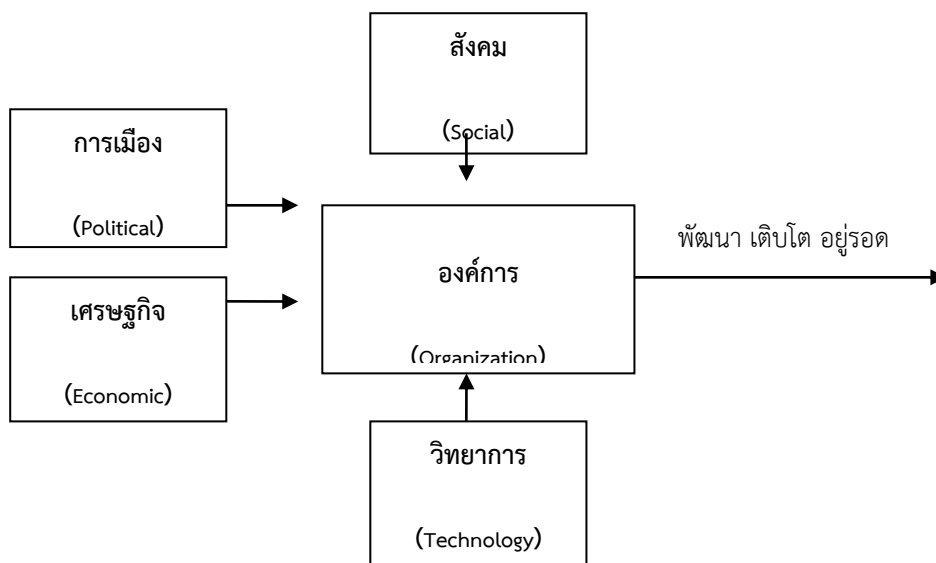 สังคม
(Social)
การเมือง
(Political)
เศรษฐกิจ
(Economic)
องค์การ
(Organization)
พัฒนา เติบโต อยู่รอด
วิทยาการ
(Technology)